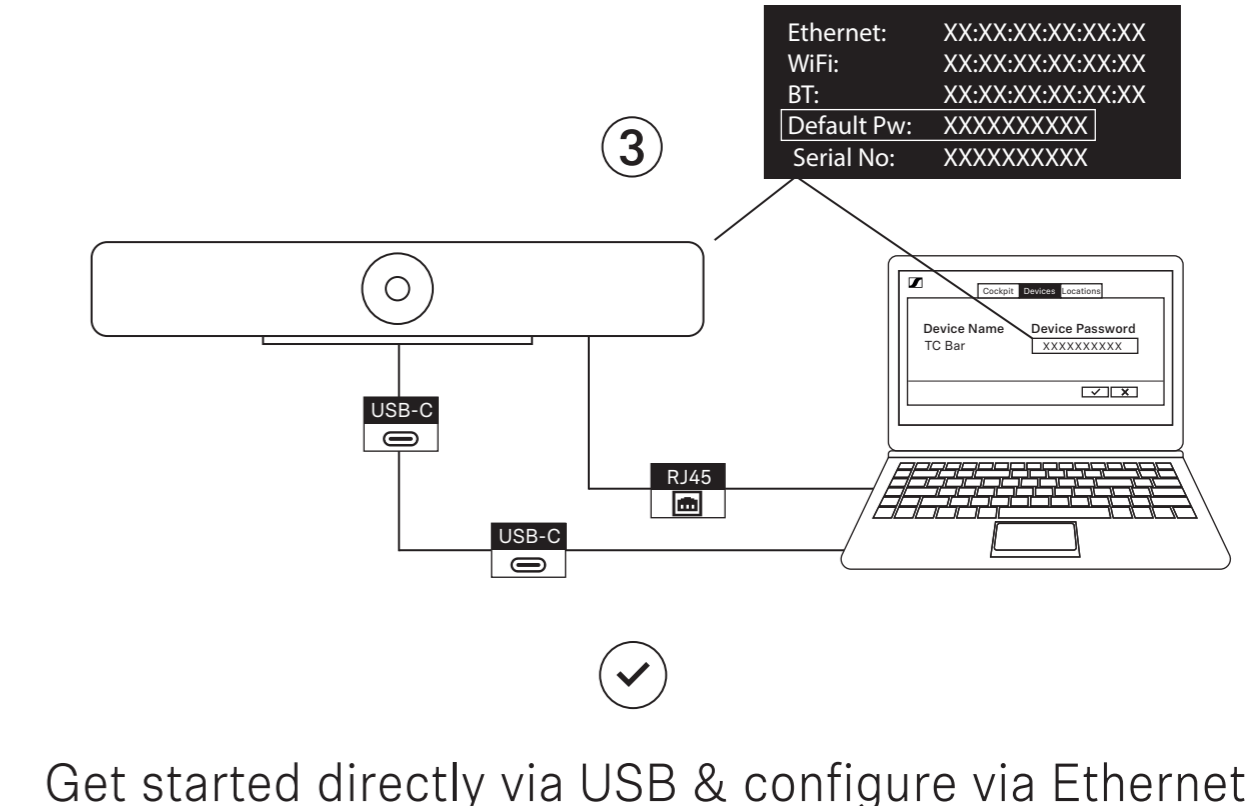 Ethernet: XX:XX:XX:XX:XX:XX
WiFi: XX:XX:XX:XX:XX:XX
BT: XX:XX:XX:XX:XX:XX
Default Pw: XXXXXXXXXX
Serial No: XXXXXXXXXX
3
Cockpit Devices Locations
Device Name Device Password
TC Bar XXXXXXXXXX
USB-C
RJ45
USB-C
Get started directly via USB & configure via Ethernet